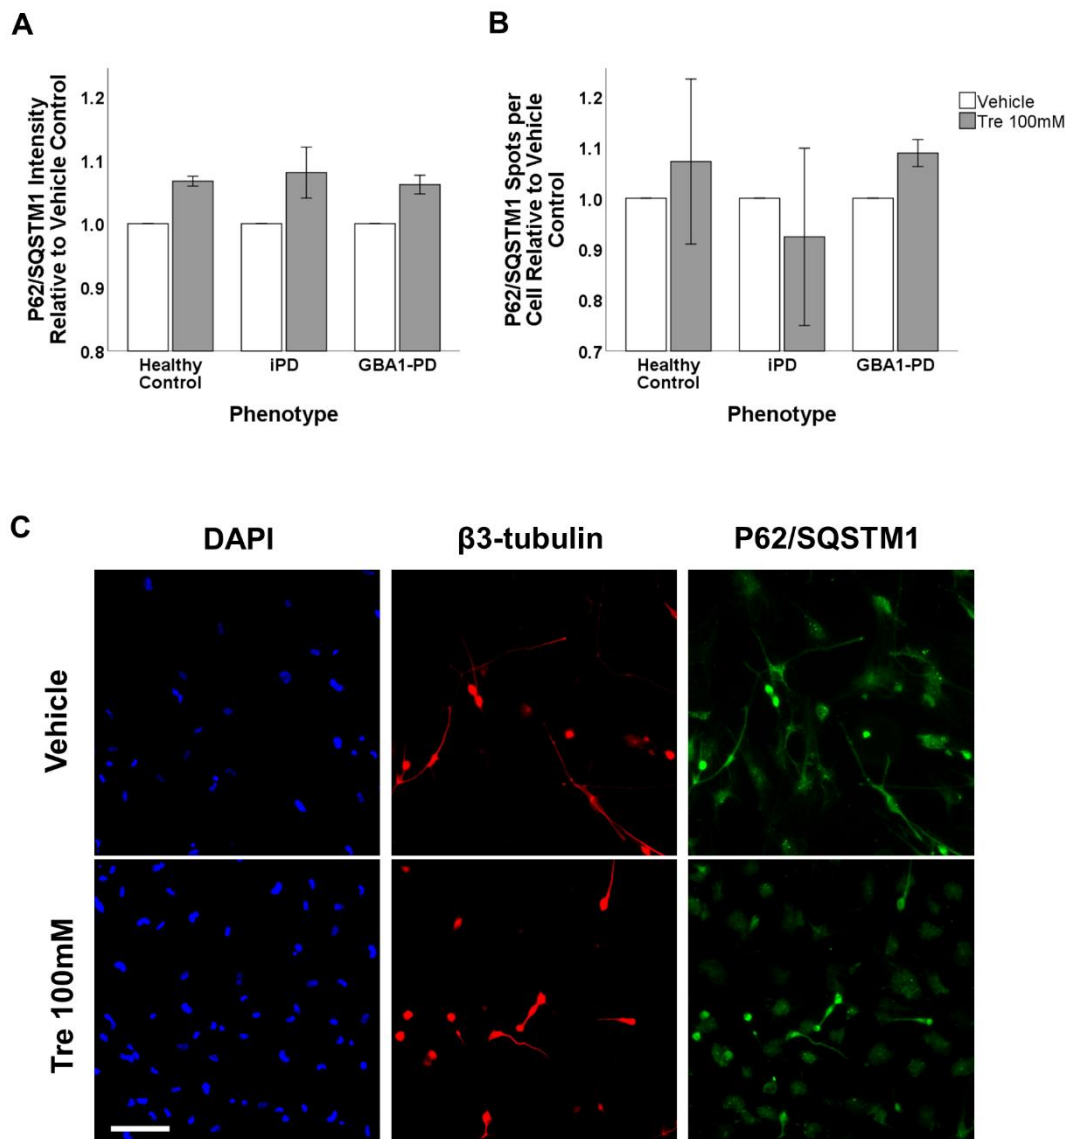 A
P62/SQSTM1 Intensity
Relative to Vehicle Control
1.2
1.1
1.0
0.9
0.8
Healthy
Control
iPD
GBA1-PD
Phenotype
B
P62/SQSTM1 Spots per
Cell Relative to Vehicle
Control
1.2
1.1
1.0
0.9
0.8
0.7
Healthy
Control
iPD
GBA1-PD
Phenotype
Vehicle
Tre 100mM
C
DAPI
β3-tubulin
P62/SQSTM1
Vehicle
Tre 100mM